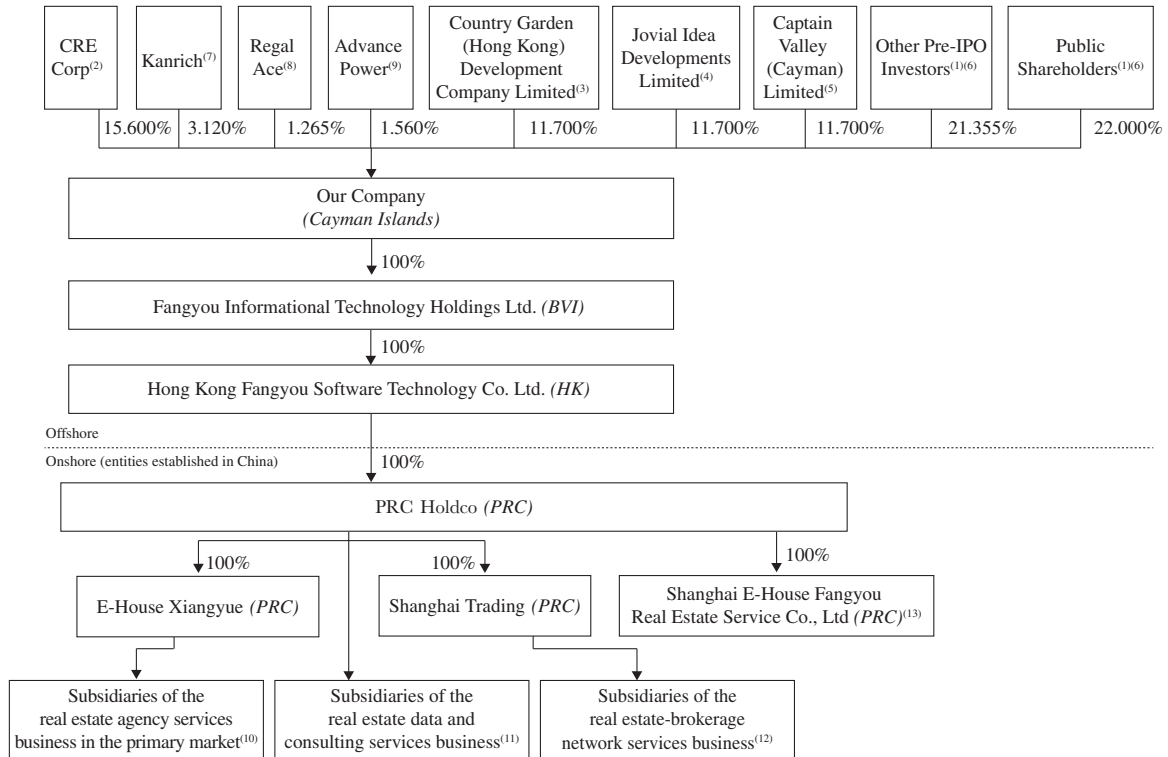 CRE
Corp(2)
Kanrich(7)
Regal
Ace(8)
Advance
Power(9)
Country Garden
(Hong Kong)
Development
Company Limited(3)
Jovial Idea
Developments
Limited(4)
Captain
Valley
(Cayman)
Limited(5)
Other Pre-IPO
Investors(1)(6)
Public
Shareholders(1)(6)
15.600%
3.120%
1.265%
1.560%
11.700%
11.700%
11.700%
21.355%
22.000%
Our Company
(Cayman Islands)
100%
Fangyou Informational Technology Holdings Ltd. (BVI)
100%
Hong Kong Fangyou Software Technology Co. Ltd. (HK)
Offshore
Onshore (entities established in China)
100%
PRC Holdco (PRC)
100%
100%
100%
E-House Xiangyue (PRC)
Shanghai Trading (PRC)
Shanghai E-House Fangyou
Real Estate Service Co., Ltd (PRC)(13)
Subsidiaries of the
real estate agency services
business in the primary market(10)
Subsidiaries of the
real estate data and
consulting services business(11)
Subsidiaries of the
real estate-brokerage
network services business(12)